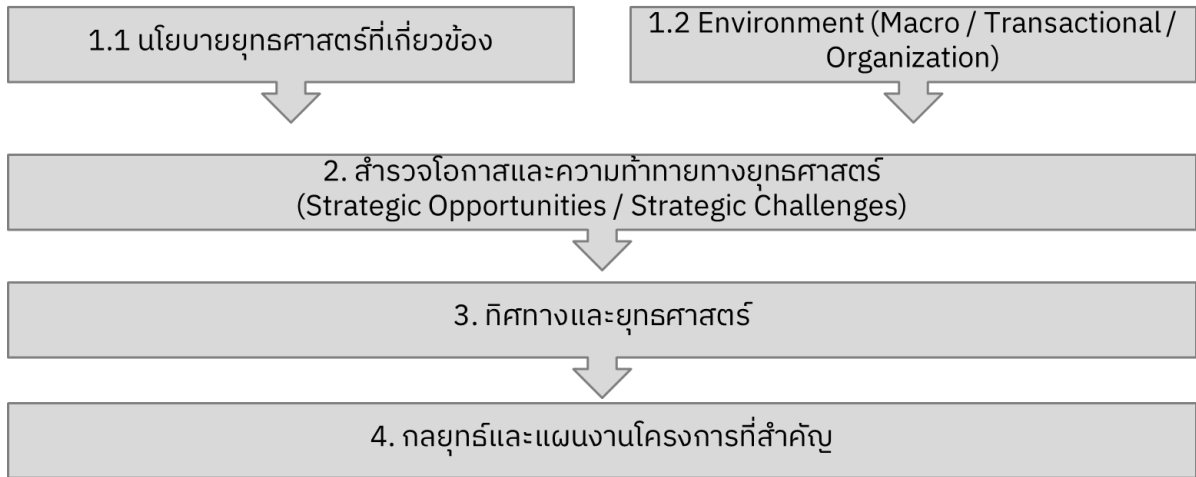 1.1 นโยบายยุทธศาสตร์ที่เกี่ยวข้อง
1.2 Environment (Macro / Transactional /
Organization)
2. สำรวจโอกาสและความท้าทายทางยุทธศาสตร์
(Strategic Opportunities / Strategic Challenges)
3. ทิศทางและยุทธศาสตร์
4. กลยุทธ์และแผนงานโครงการที่สำคัญ